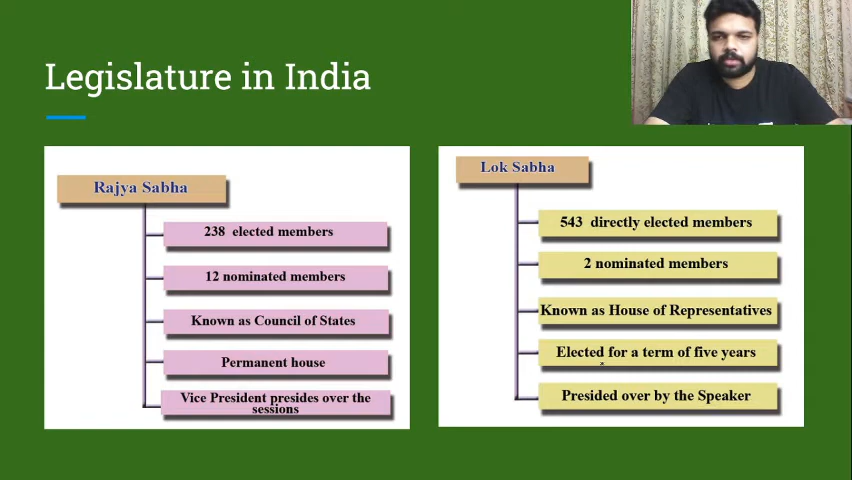 Legislature in India
Rajya Sabha
238 elected members
12 nominated members
Known as Council of States
Permanent house
Vice President presides over the
sessions
Lok Sabha
543 directly elected members
2 nominated members
Known as House of Representatives
Elected for a term of five years
Presided over by the Speaker